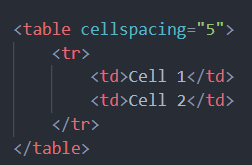 <table cellspacing="5">
<tr>
<td>Cell 1</td>
<td>Cell 2</td>
</tr>
</table>